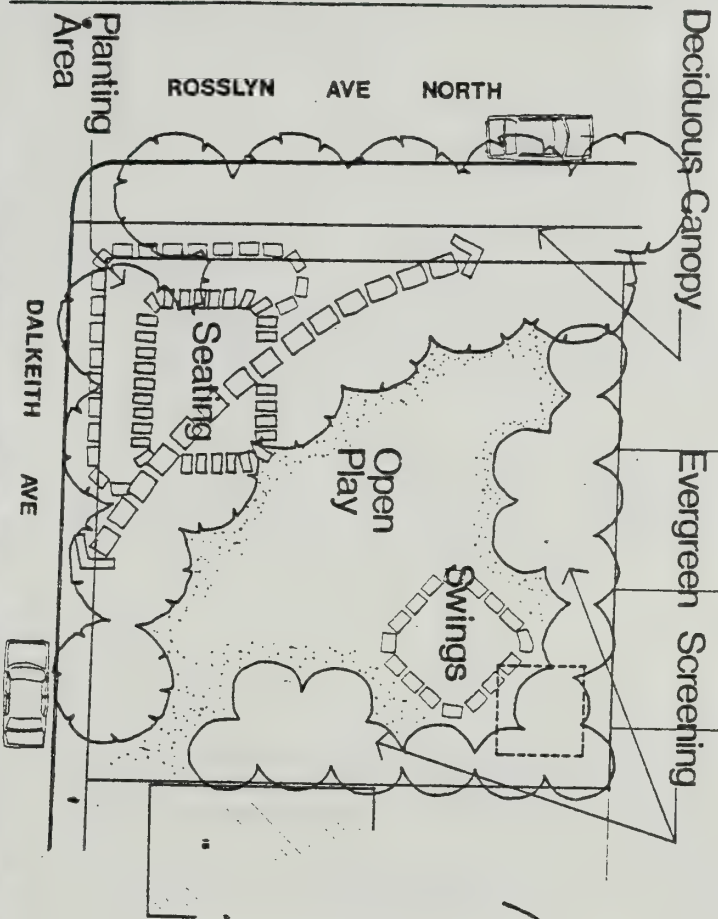 Deciduous Canopy
Planting
Area
ROSSLYN AVE NORTH
DALKEITH AVE
Seating
Open
Play
Swings
Evergreen Screening